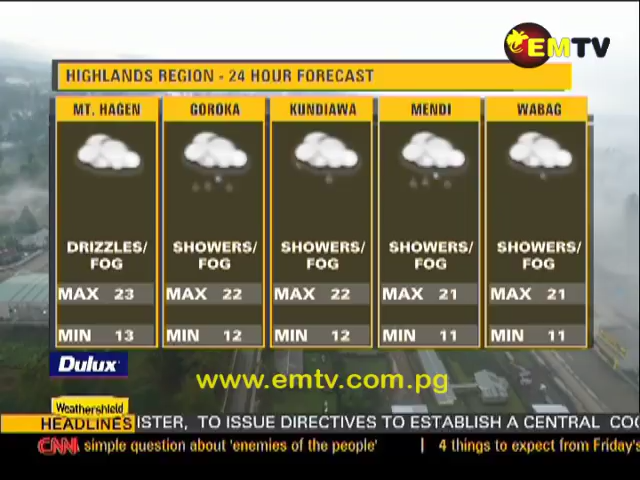 EMTV
HIGHLANDS REGION - 24 HOUR FORECAST
MT. HAGEN
DRIZZLES/
FOG
MAX 23
MIN 13
GOROKA
SHOWERS/
FOG
MAX 22
MIN 12
KUNDIAWA
SHOWERS/
FOG
MAX 22
MIN 12
MENDI
SHOWERS/
FOG
MAX 21
MIN 11
WABAG
SHOWERS/
FOG
MAX 21
MIN 11
Dulux
www.emtv.com.pg
Weathershield
HEADLINES ISTER, TO ISSUE DIRECTIVES TO ESTABLISH A CENTRAL COO
CNN simple question about 'enemies of the people' | 4 things to expect from Friday's